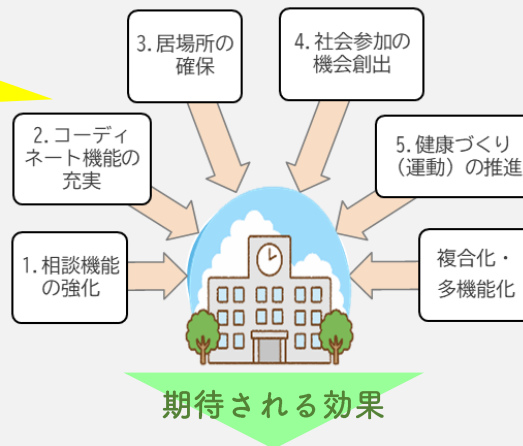 1.相談機能
の強化
2.コーディ
ネート機能の
充実
3.居場所の
確保
4.社会参加の
機会創出
5.健康づくり
（運動）の推進
複合化・
多機能化
期待される効果